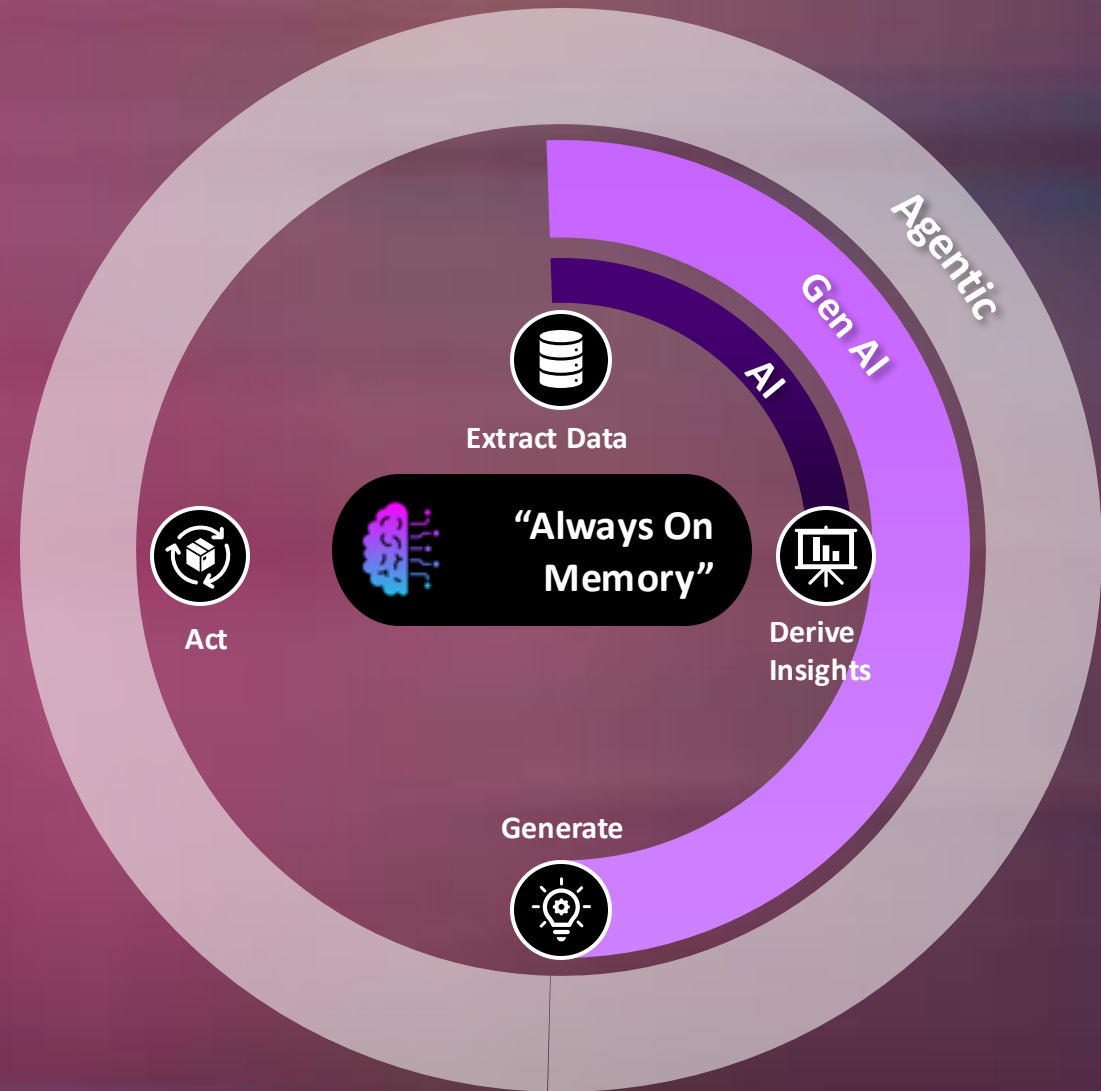 Agentic
Gen AI
AI
Extract Data
“Always On
Memory”
Derive
Insights
Act
Generate